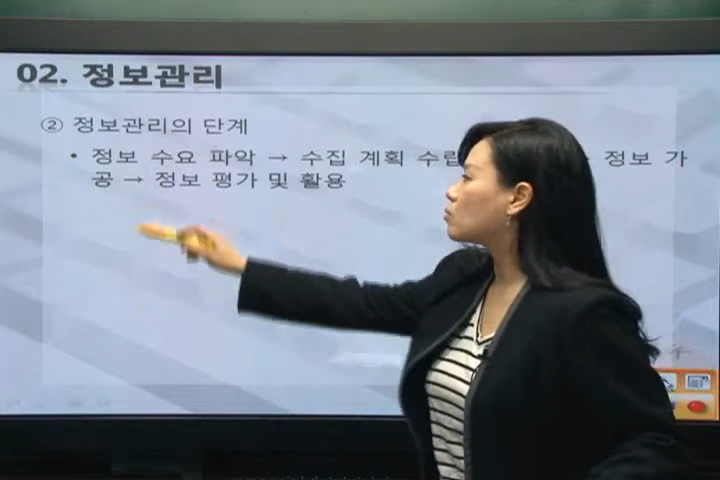 02. 정보관리
② 정보관리의 단계
• 정보 수요 파악 → 수집 계획 수립 → 정보 가
공 → 정보 평가 및 활용